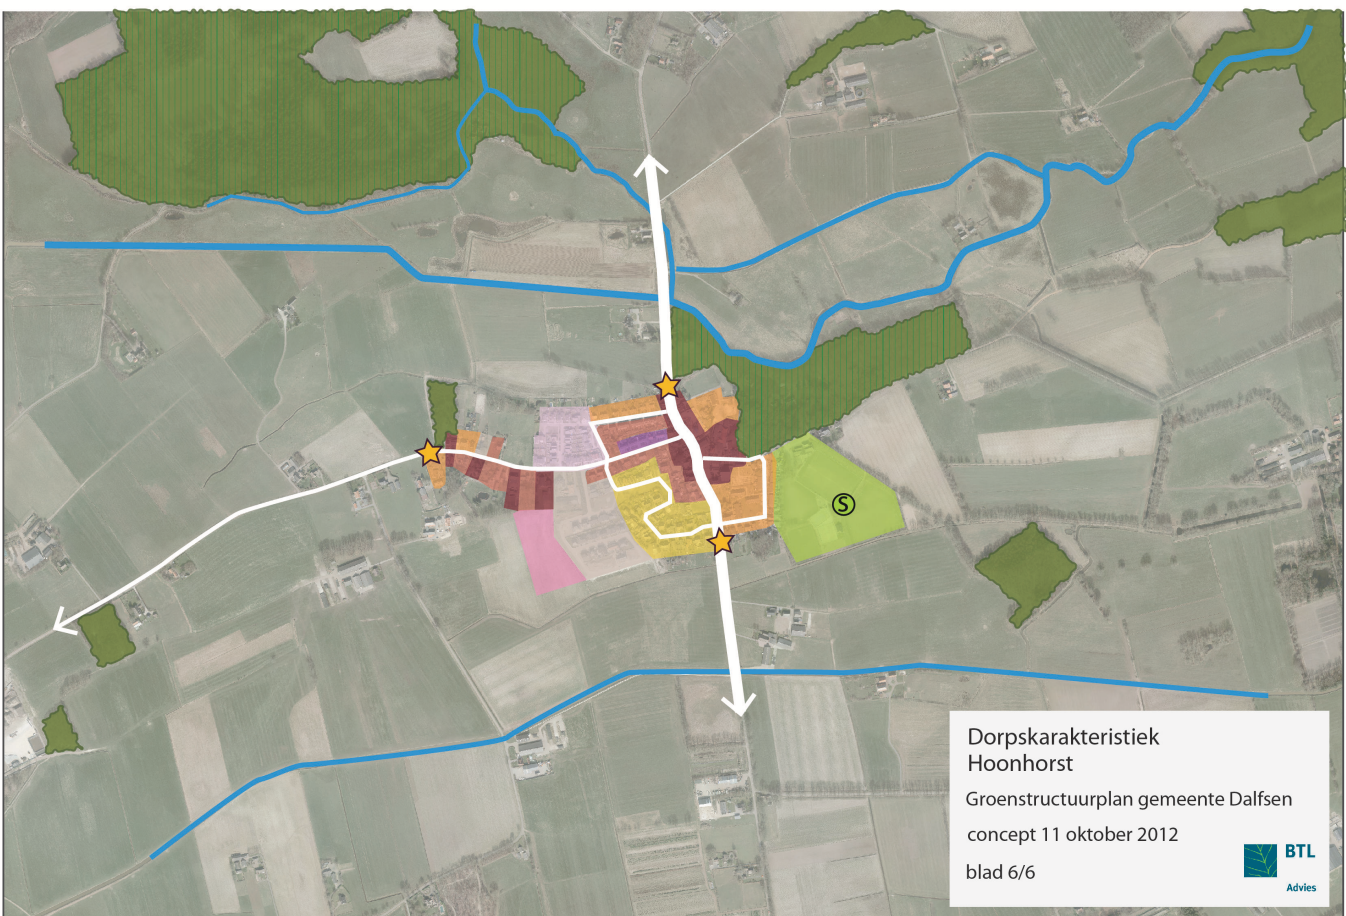 S
Dorpskarakteristiek
Hoonhorst
Groenstructuurplan gemeente Dalfsen
concept 11 oktober 2012
blad 6/6
BTL
Advies